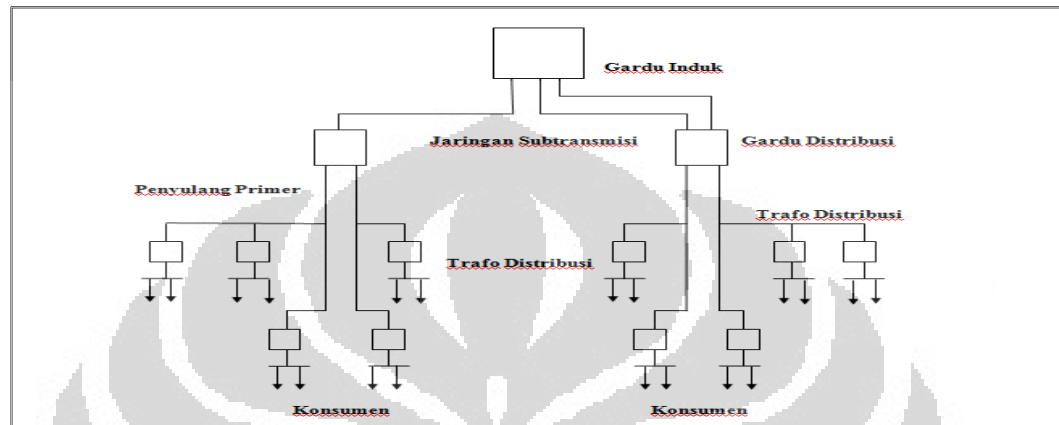 Gardu Induk
Jaringan Subtransmisi
Gardu Distribusi
Penyulang Primer
Trafo Distribusi
Trafo Distribusi
Konsumen
Konsumen